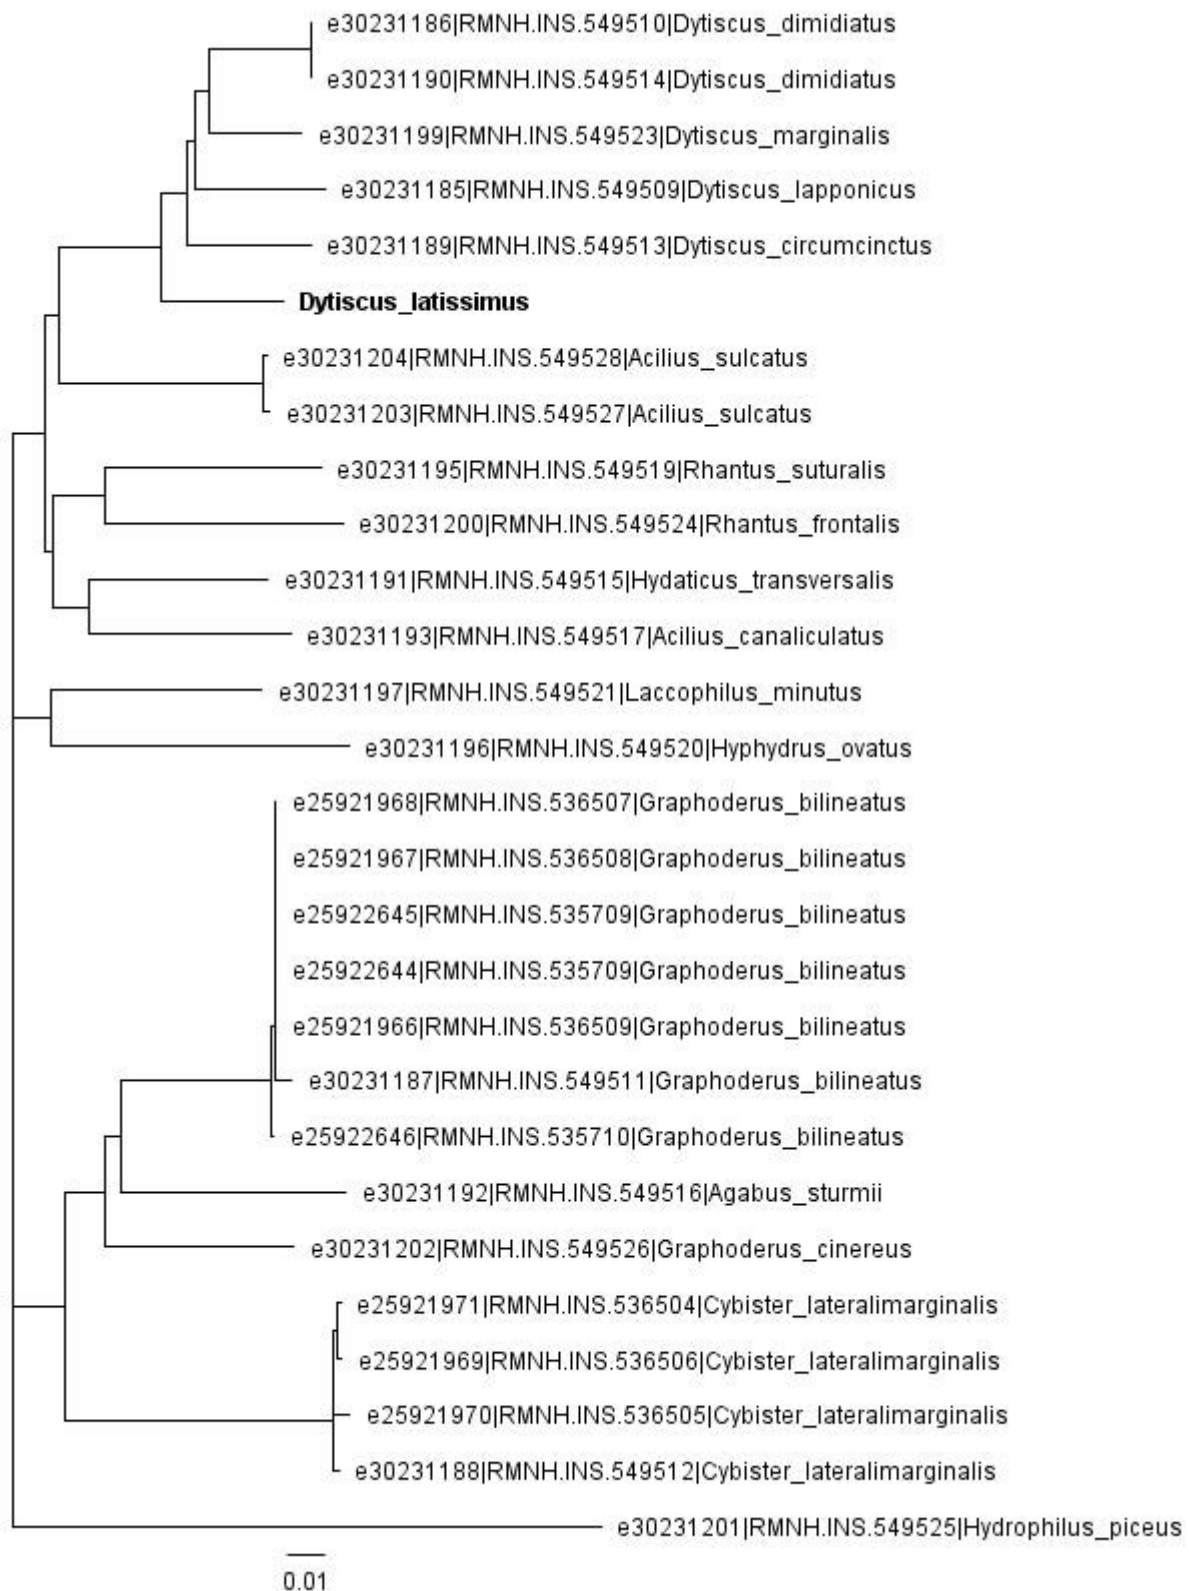 e30231186|RMNH.INS.549510|Dytiscus_dimidiatus
e30231190|RMNH.INS.549514|Dytiscus_dimidiatus
e30231199|RMNH.INS.549523|Dytiscus_marginalis
e30231185|RMNH.INS.549509|Dytiscus_lapponicus
e30231189|RMNH.INS.549513|Dytiscus_circumcinctus
Dytiscus_latissimus
e30231204|RMNH.INS.549528|Acilius_sulcatus
e30231203|RMNH.INS.549527|Acilius_sulcatus
e30231195|RMNH.INS.549519|Rhantus_suturalis
e30231200|RMNH.INS.549524|Rhantus_frontalis
e30231191|RMNH.INS.549515|Hydaticus_transversalis
e30231193|RMNH.INS.549517|Acilius_canaliculatus
e30231197|RMNH.INS.549521|Laccophilus_minutus
e30231196|RMNH.INS.549520|Hyphydrus_ovatus
e25921968|RMNH.INS.536507|Graphoderus_bilineatus
e25921967|RMNH.INS.536508|Graphoderus_bilineatus
e25922645|RMNH.INS.535709|Graphoderus_bilineatus
e25922644|RMNH.INS.535709|Graphoderus_bilineatus
e25921966|RMNH.INS.536509|Graphoderus_bilineatus
e30231187|RMNH.INS.549511|Graphoderus_bilineatus
e25922646|RMNH.INS.535710|Graphoderus_bilineatus
e30231192|RMNH.INS.549516|Agabus_sturmii
e30231202|RMNH.INS.549526|Graphoderus_cinereus
e25921971|RMNH.INS.536504|Cybister_lateralimarginalis
e25921969|RMNH.INS.536506|Cybister_lateralimarginalis
e25921970|RMNH.INS.536505|Cybister_lateralimarginalis
e30231188|RMNH.INS.549512|Cybister_lateralimarginalis
e30231201|RMNH.INS.549525|Hydrophilus_piceus
0.01